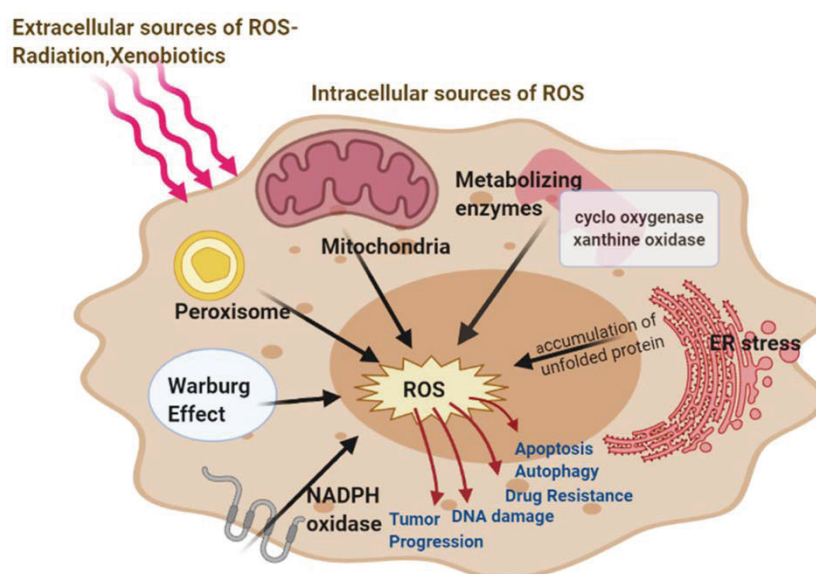 Extracellular sources of ROS-
Radiation,Xenobiotics
Intracellular sources of ROS
Metabolizing
enzymes
cyclo oxygenase
xanthine oxidase
Mitochondria
Peroxisome
accumulation of
unfolded protein
ER stress
Warburg
Effect
ROS
Apoptosis
Autophagy
Drug Resistance
NADPH
oxidase
Tumor
Progression
DNA damage